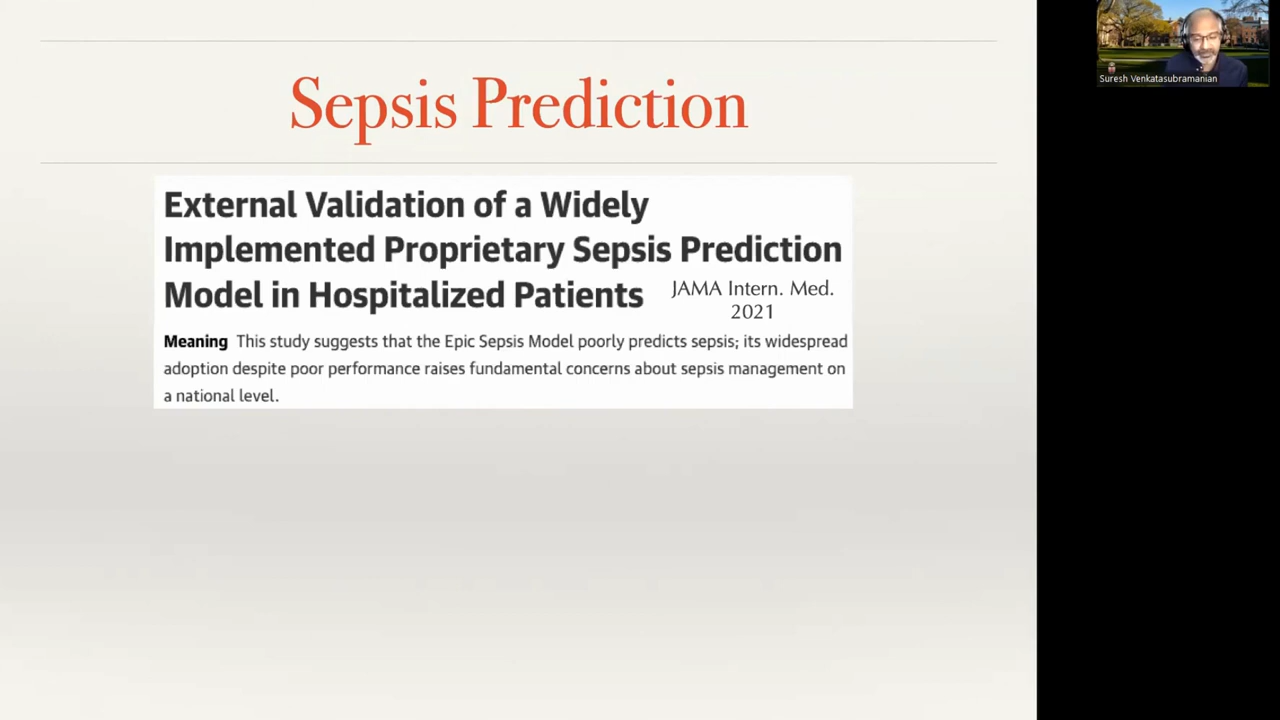 Sepsis Prediction
External Validation of a Widely
Implemented Proprietary Sepsis Prediction
Model in Hospitalized Patients
JAMA Intern. Med.
2021
Meaning This study suggests that the Epic Sepsis Model poorly predicts sepsis; its widespread
adoption despite poor performance raises fundamental concerns about sepsis management on
a national level.
Suresh Venkatasubramanian